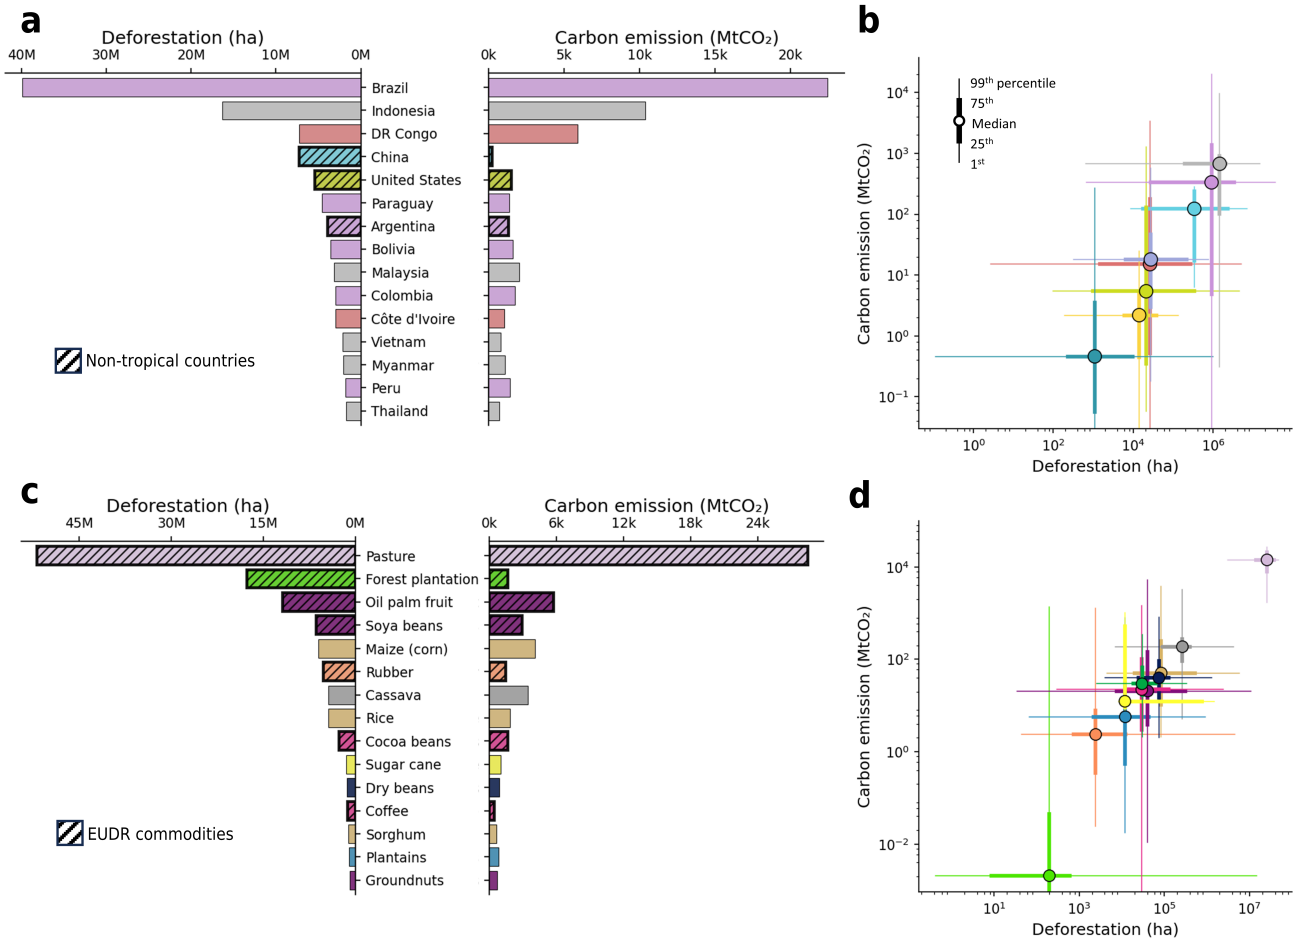 a
Deforestation (ha)
Carbon emission (MtCO₂)
40M 30M 20M 10M 0M
0k 5k 10k 15k 20k
Brazil
Indonesia
DR Congo
China
United States
Paraguay
Argentina
Bolivia
Malaysia
Colombia
Côte d'Ivoire
Vietnam
Myanmar
Peru
Thailand
Non-tropical countries
b
99th percentile
75th
Median
25th
1st
Carbon emission (MtCO₂)
10⁴
10³
10²
10¹
10⁰
10⁻¹
10⁰ 10² 10⁴ 10⁶
Deforestation (ha)
c
Deforestation (ha)
Carbon emission (MtCO₂)
45M 30M 15M 0M
0k 6k 12k 18k 24k
Pasture
Forest plantation
Oil palm fruit
Soya beans
Maize (corn)
Rubber
Cassava
Rice
Cocoa beans
Sugar cane
Dry beans
Coffee
Sorghum
Plantains
Groundnuts
EUDR commodities
d
Carbon emission (MtCO₂)
10⁴
10²
10⁰
10⁻²
10¹ 10³ 10⁵ 10⁷
Deforestation (ha)